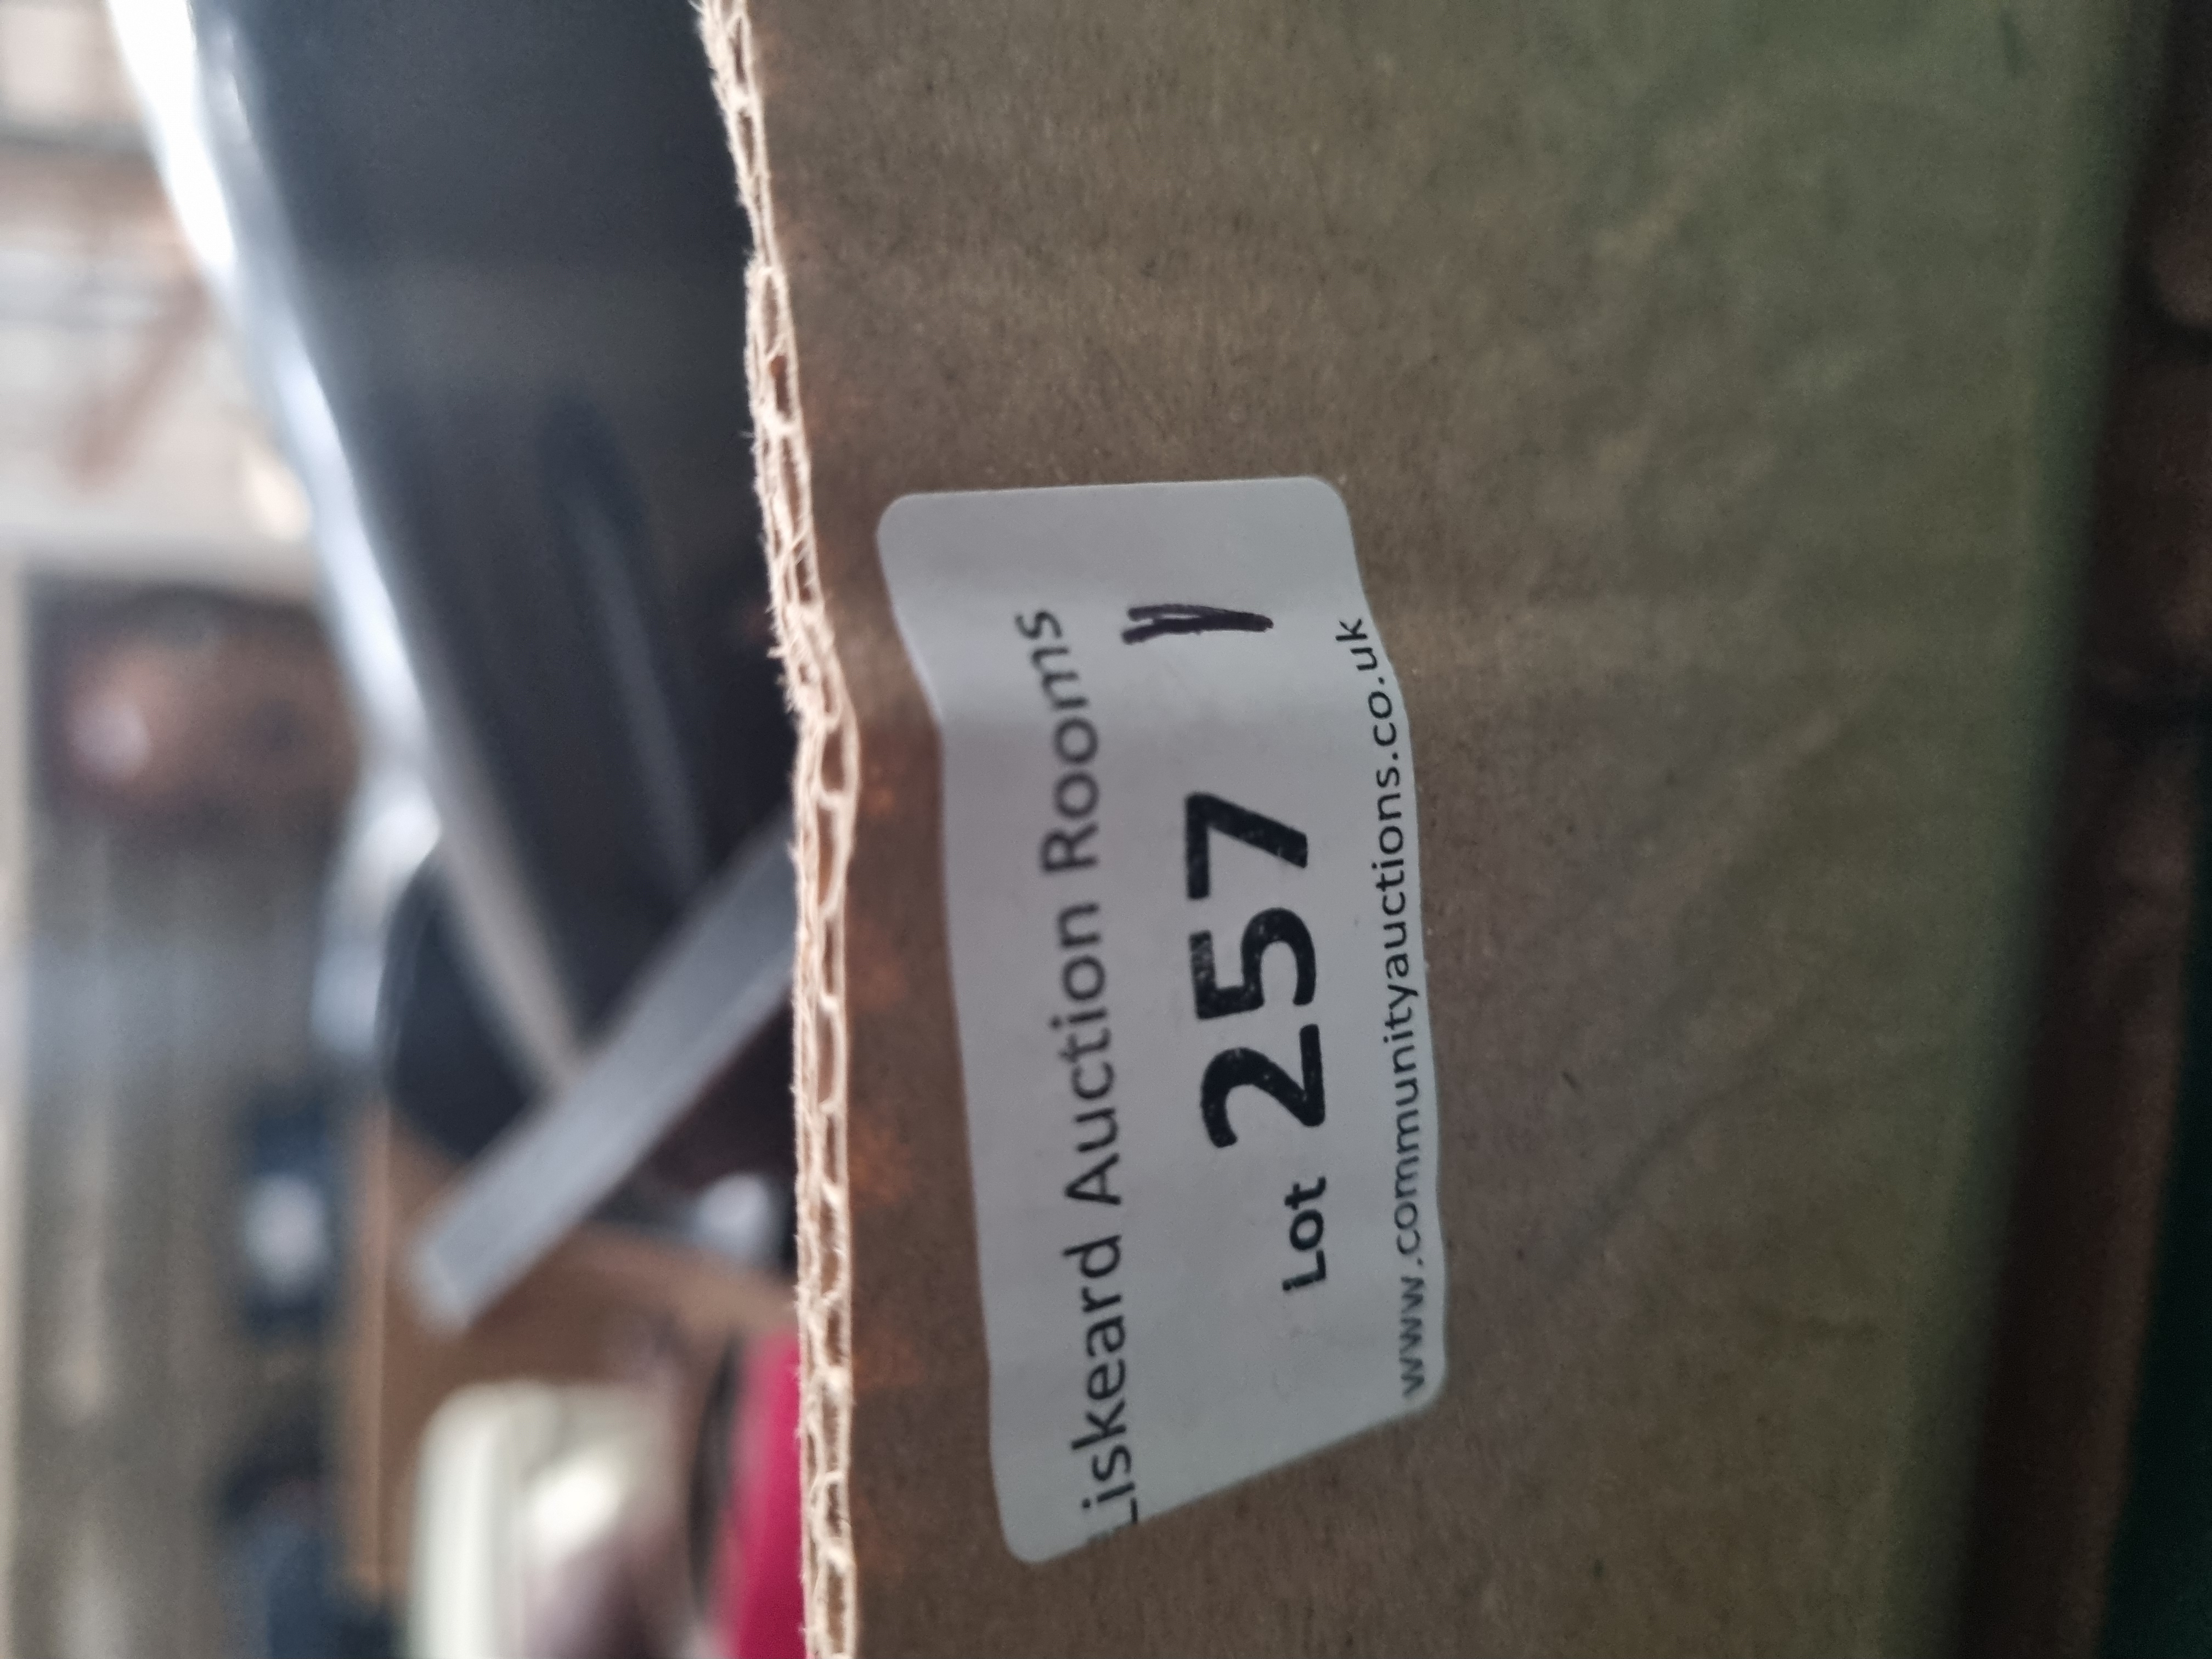 Liskeard Auction Rooms
Lot 257
www.communityauctions.co.uk